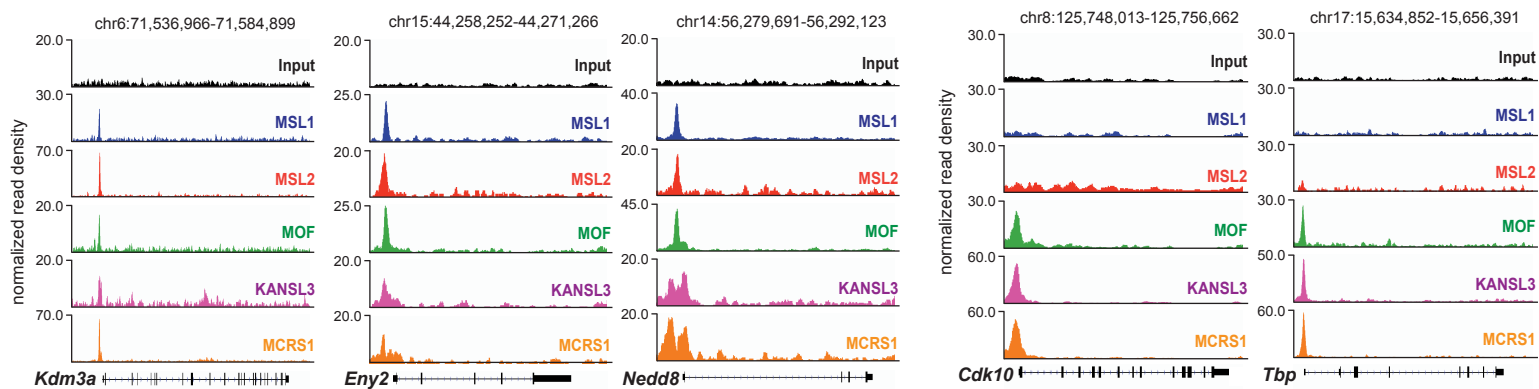 chr6:71,536,966-71,584,899
20.0
Input
30.0
MSL1
70.0
MSL2
20.0
MOF
20.0
KANSL3
70.0
MCRS1
Kdm3a
normalized read density
chr15:44,258,252-44,271,266
20.0
Input
25.0
MSL1
20.0
MSL2
25.0
MOF
20.0
KANSL3
20.0
MCRS1
Eny2
chr14:56,279,691-56,292,123
20.0
Input
40.0
MSL1
20.0
MSL2
45.0
MOF
20.0
KANSL3
20.0
MCRS1
Nedd8
chr8:125,748,013-125,756,662
30.0
Input
30.0
MSL1
30.0
MSL2
30.0
MOF
60.0
KANSL3
60.0
MCRS1
Cdk10
normalized read density
chr17:15,634,852-15,656,391
30.0
Input
30.0
MSL1
30.0
MSL2
30.0
MOF
50.0
KANSL3
60.0
MCRS1
Tbp